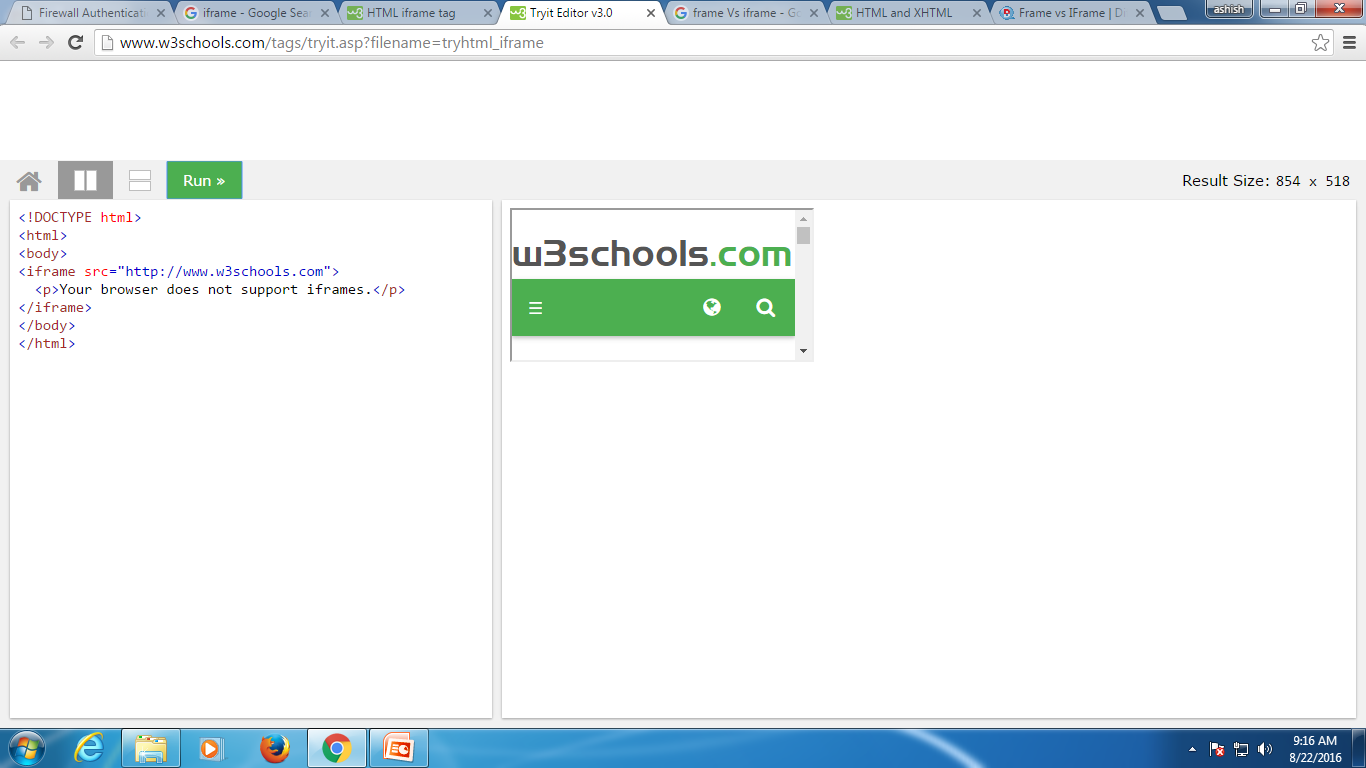 Firewall Authenticati
iframe - Google Sear
HTML iframe tag
Tryit Editor v3.0
frame Vs iframe - Go
HTML and XHTML
Frame vs IFrame | Di
ashish
www.w3schools.com/tags/tryit.asp?filename=tryhtml_iframe
Run »
Result Size: 854 x 518
<!DOCTYPE html>
<html>
<body>
<iframe src="http://www.w3schools.com">
<p>Your browser does not support iframes.</p>
</iframe>
</body>
</html>
w3schools.com
9:16 AM
8/22/2016